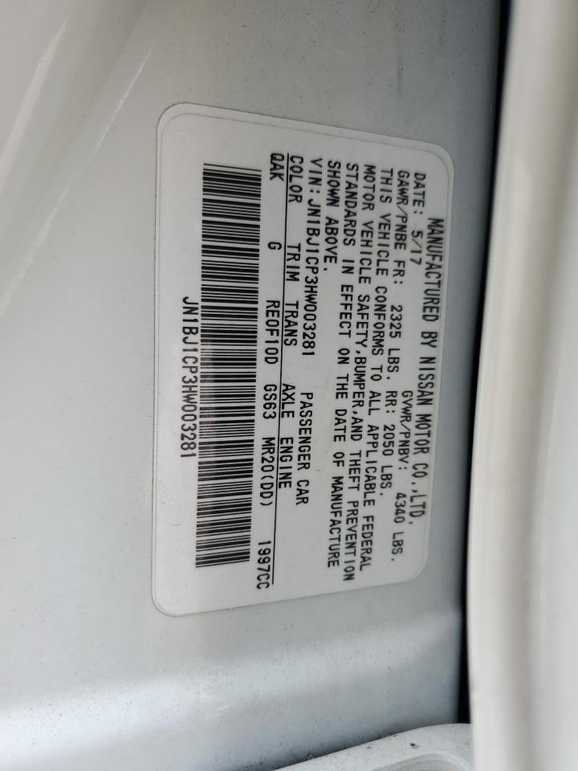 MANUFACTURED BY NISSAN MOTOR CO.,LTD.
DATE: 5/17 GVWR/PNBV: 4340 LBS.
GAWR/PNBE FR: 2325 LBS. RR: 2050 LBS.
THIS VEHICLE CONFORMS TO ALL APPLICABLE FEDERAL
MOTOR VEHICLE SAFETY,BUMPER,AND THEFT PREVENTION
STANDARDS IN EFFECT ON THE DATE OF MANUFACTURE
SHOWN ABOVE.
VIN: JN1BJ1CP3HW003281 PASSENGER CAR
COLOR TRIM TRANS AXLE ENGINE
QAK G RE0F10D GS63 MR20(DD) 1997CC
JN1BJ1CP3HW003281